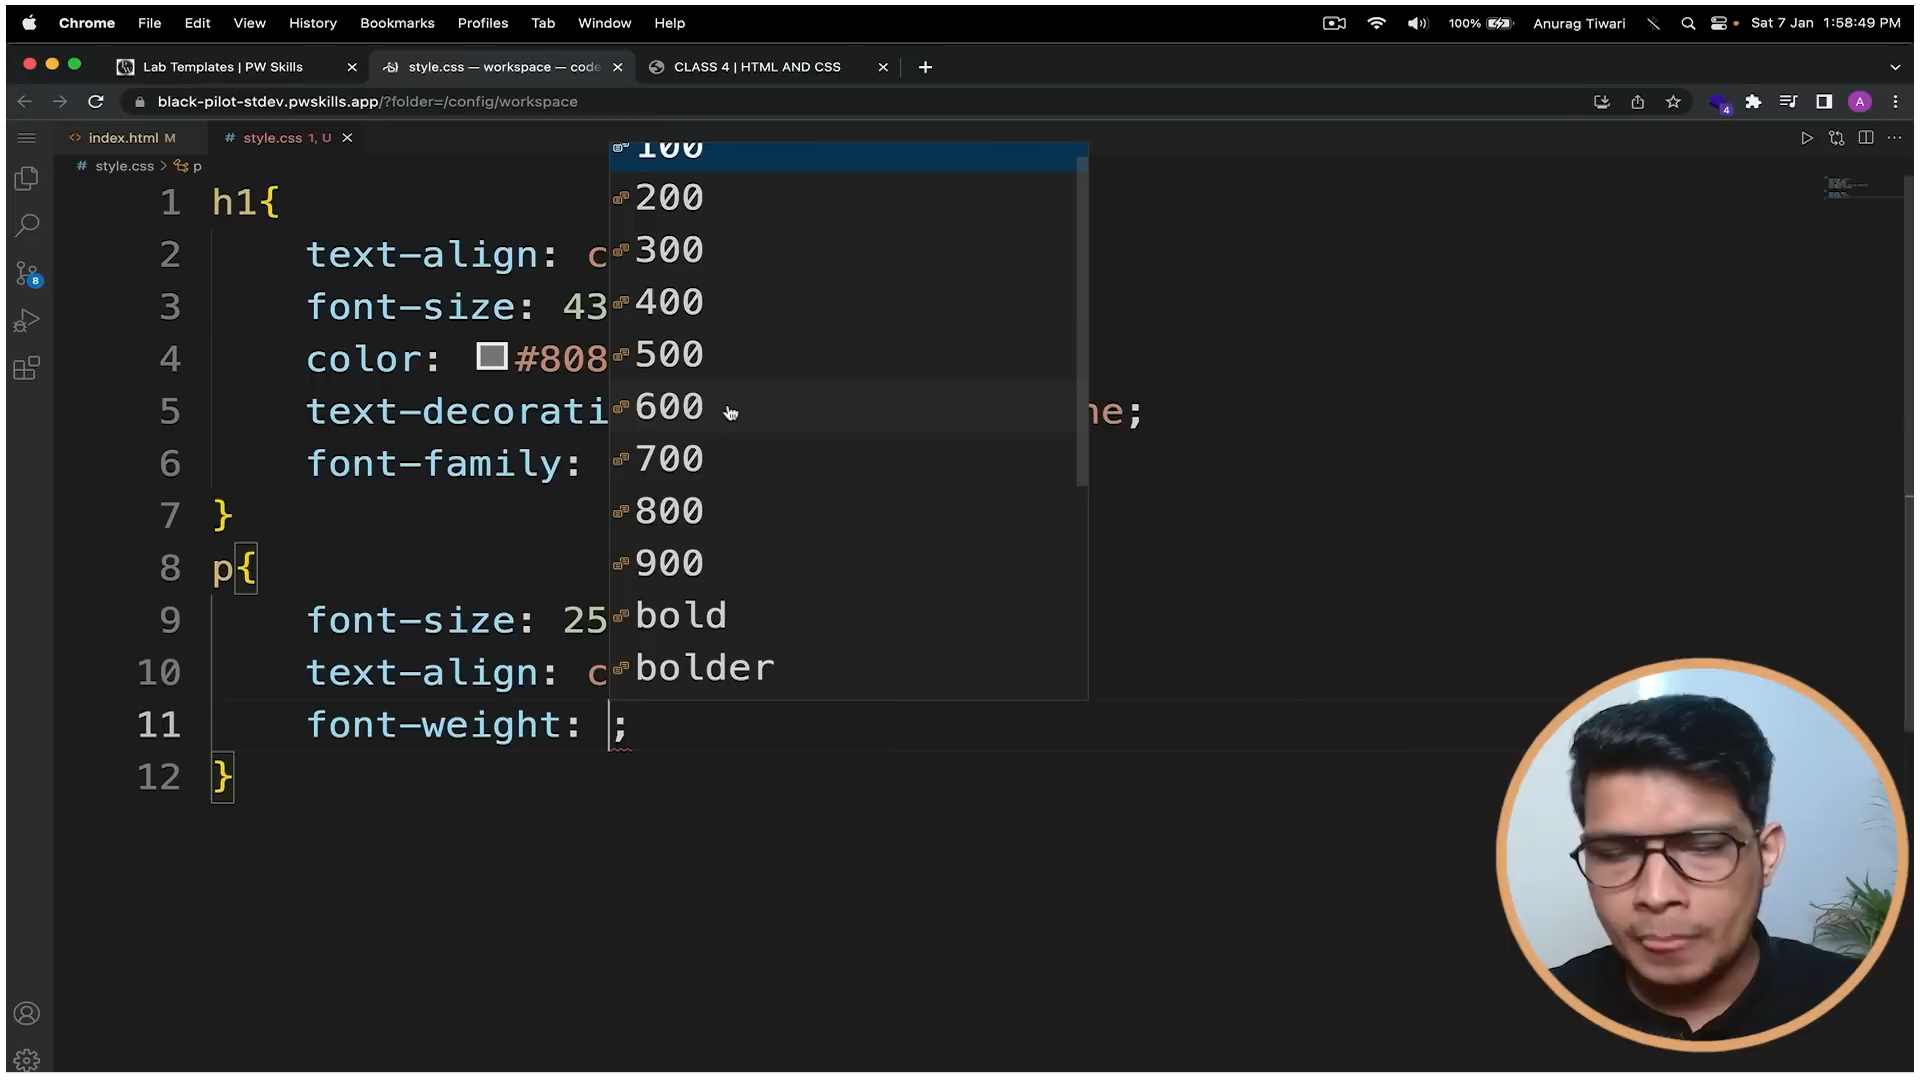 Chrome File Edit View History Bookmarks Profiles Tab Window Help 100% Anurag Tiwari Sat 7 Jan 1:58:49 PM
Lab Templates | PW Skills style.css — workspace — code CLASS 4 | HTML AND CSS
black-pilot-stdev.pwskills.app/?folder=/config/workspace 4 A
<> index.html M # style.css 1, U
# style.css > p
100
1 h1{
200
2 text-align: c
300
3 font-size: 43
400
4 color: #808
500
5 text-decorati
600
ne;
6 font-family:
700
7 }
800
8 p{
900
9 font-size: 25
bold
10 text-align: c
bolder
11 font-weight: ;
12 }
8